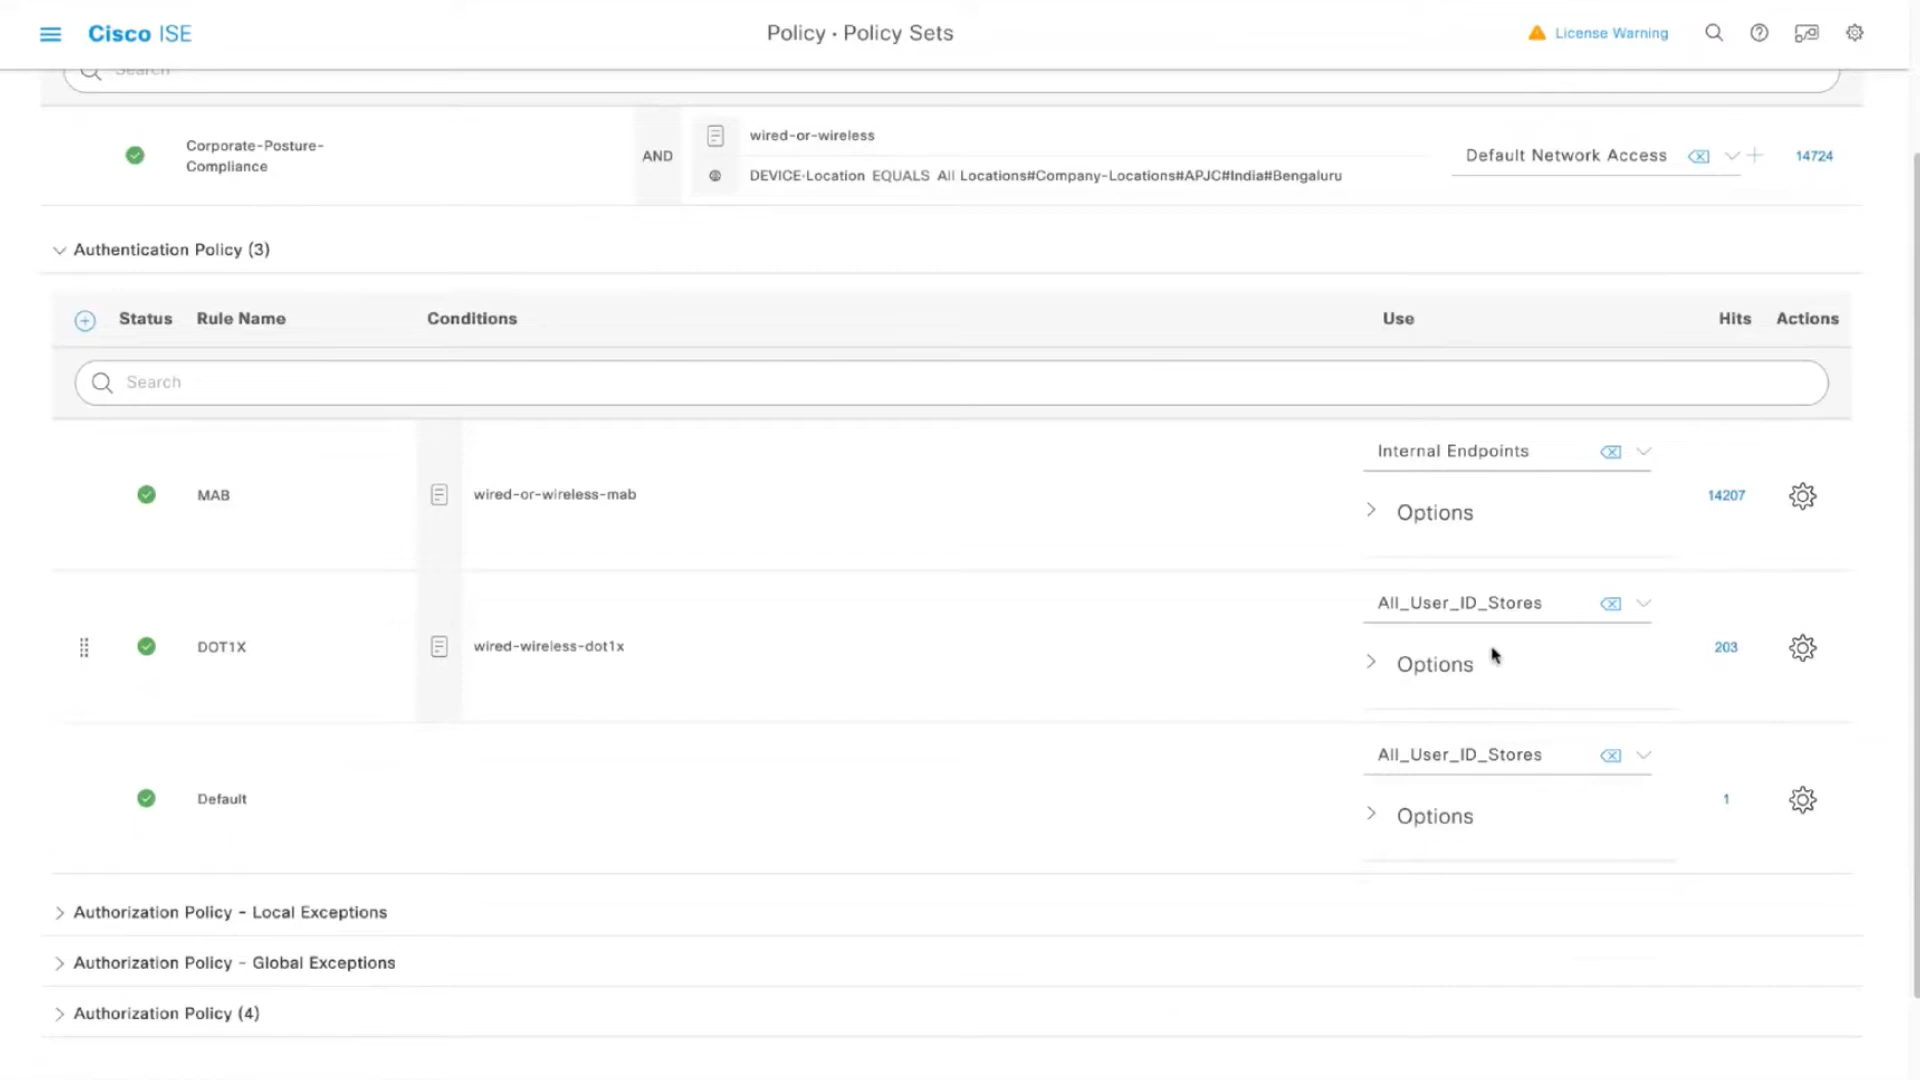 Cisco ISE
Policy · Policy Sets
License Warning
Search
Corporate-Posture-
Compliance
AND
wired-or-wireless
DEVICE·Location EQUALS All Locations#Company-Locations#APJC#India#Bengaluru
Default Network Access
14724
Authentication Policy (3)
Status Rule Name Conditions Use Hits Actions
Search
MAB
wired-or-wireless-mab
Internal Endpoints
Options
14207
DOT1X
wired-wireless-dot1x
All_User_ID_Stores
Options
203
Default
All_User_ID_Stores
Options
1
Authorization Policy - Local Exceptions
Authorization Policy - Global Exceptions
Authorization Policy (4)